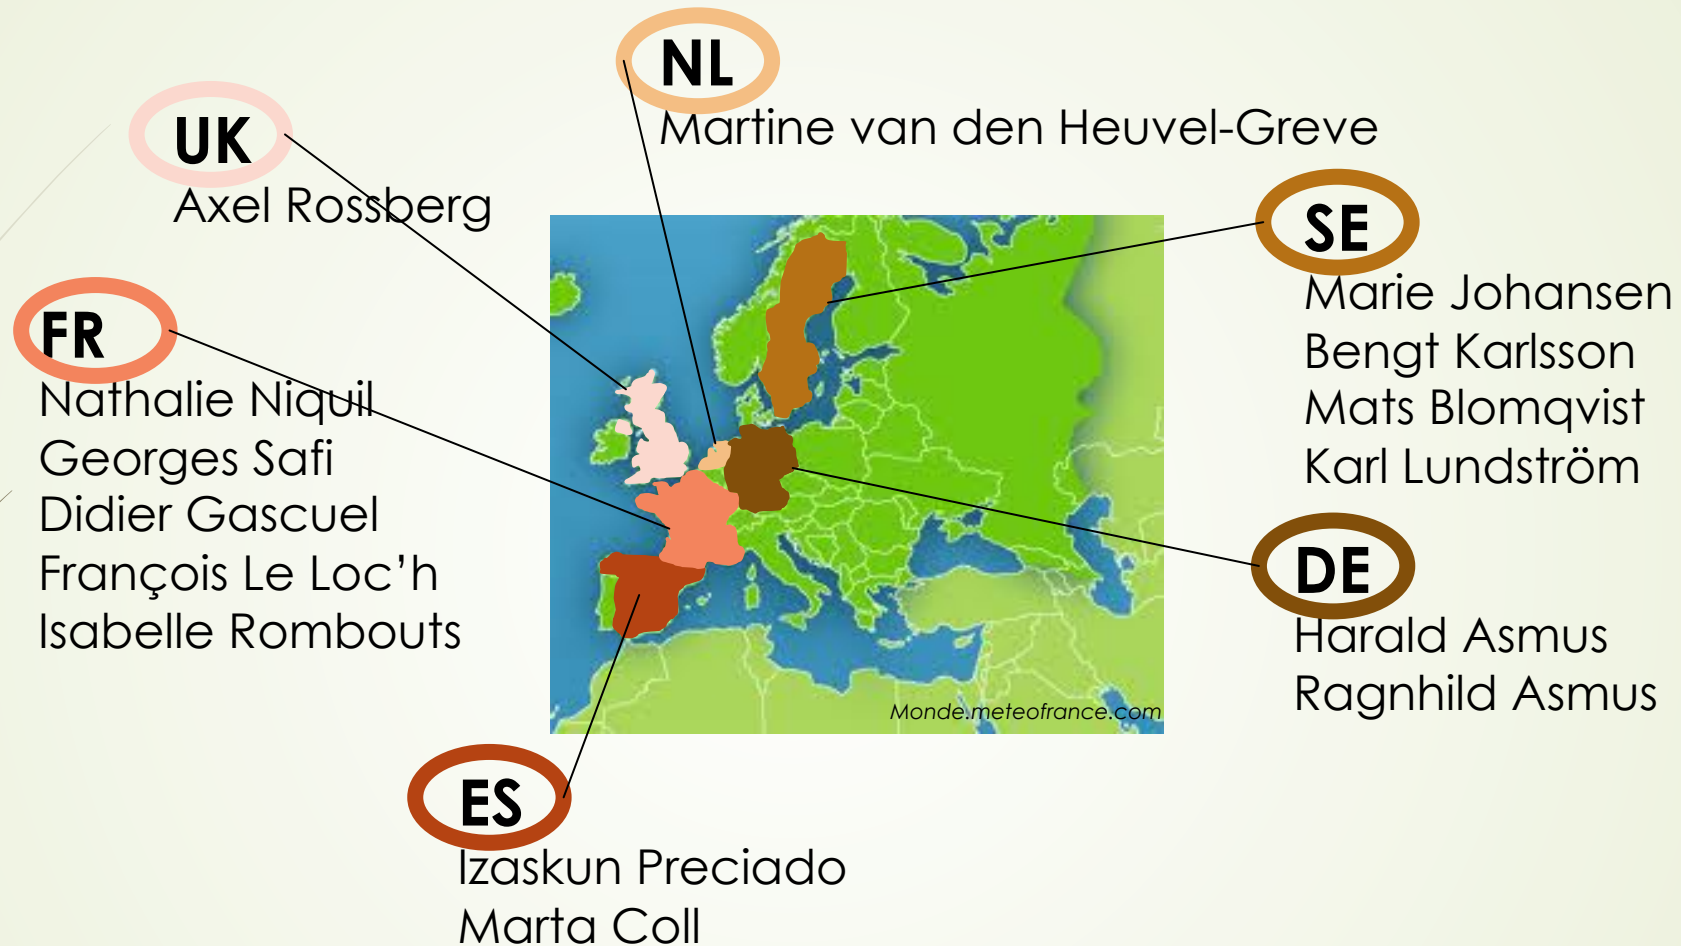 NL
Martine van den Heuvel-Greve
UK
Axel Rossberg
SE
Marie Johansen
Bengt Karlsson
Mats Blomqvist
Karl Lundström
FR
Nathalie Niquil
Georges Safi
Didier Gascuel
François Le Loc’h
Isabelle Rombouts
DE
Harald Asmus
Ragnhild Asmus
Monde.meteofrance.com
ES
Izaskun Preciado
Marta Coll